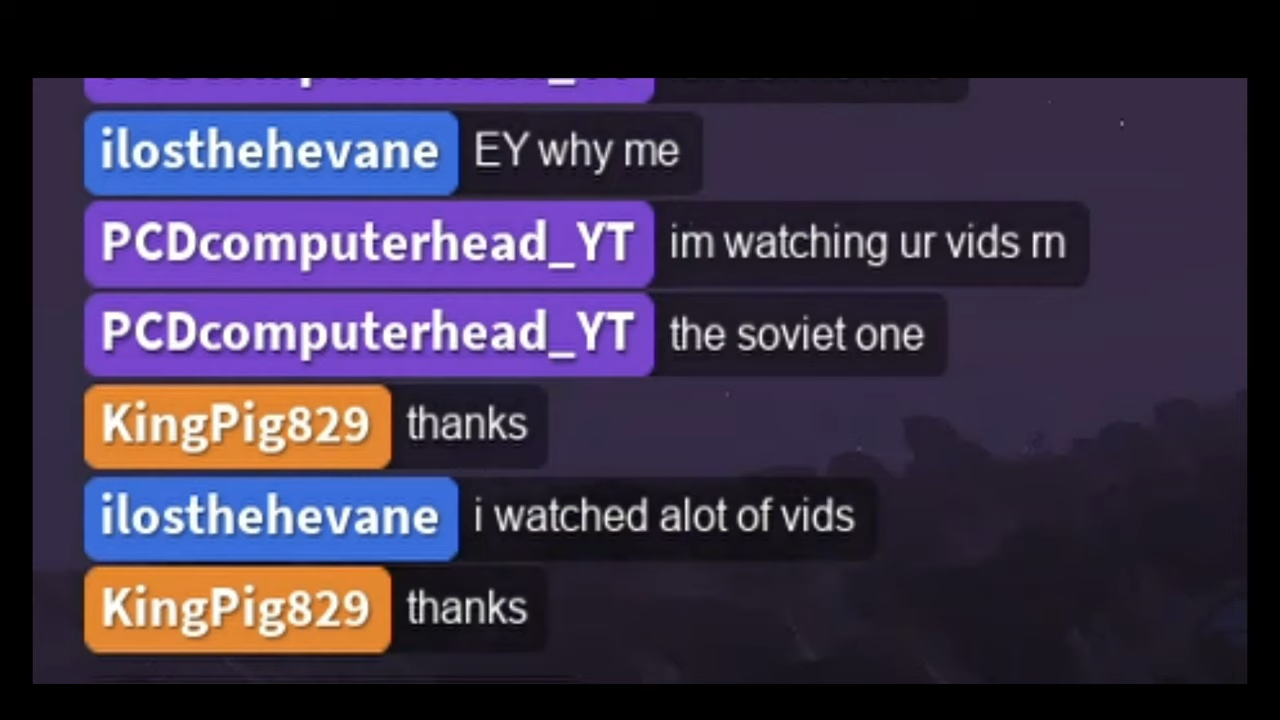 PCDcomputerhead_YT
ilosthehevane EY why me
PCDcomputerhead_YT im watching ur vids rn
PCDcomputerhead_YT the soviet one
KingPig829 thanks
ilosthehevane i watched alot of vids
KingPig829 thanks